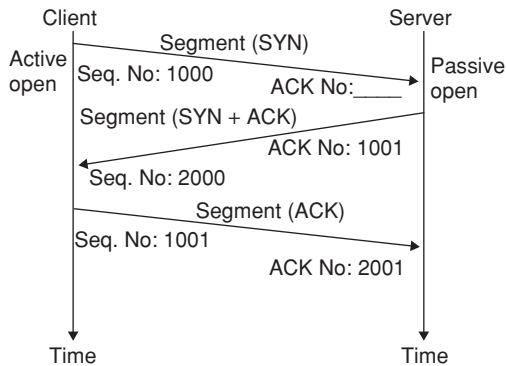 Client
Server
Segment (SYN)
Active
open
Seq. No: 1000
ACK No:____
Passive
open
Segment (SYN + ACK)
ACK No: 1001
Seq. No: 2000
Segment (ACK)
Seq. No: 1001
ACK No: 2001
Time
Time